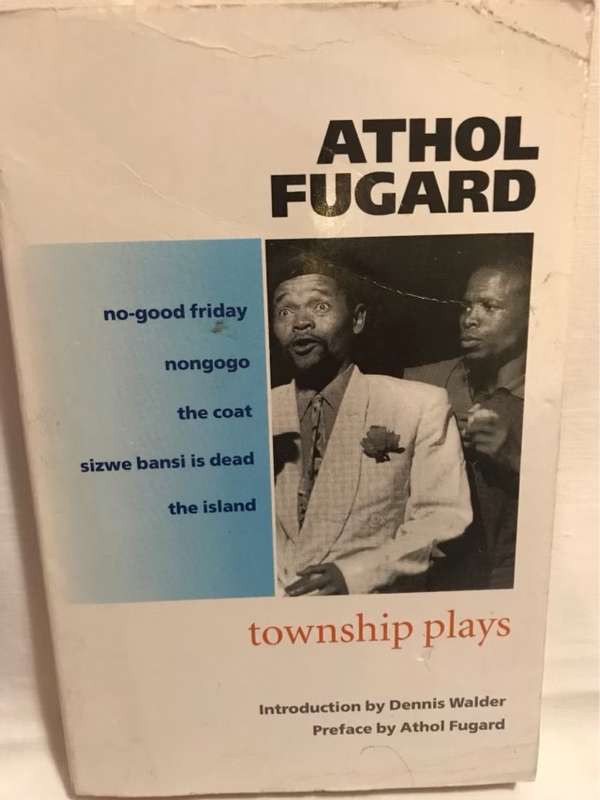 ATHOL
FUGARD
no-good friday
nongogo
the coat
sizwe bansi is dead
the island
township plays
Introduction by Dennis Walder
Preface by Athol Fugard